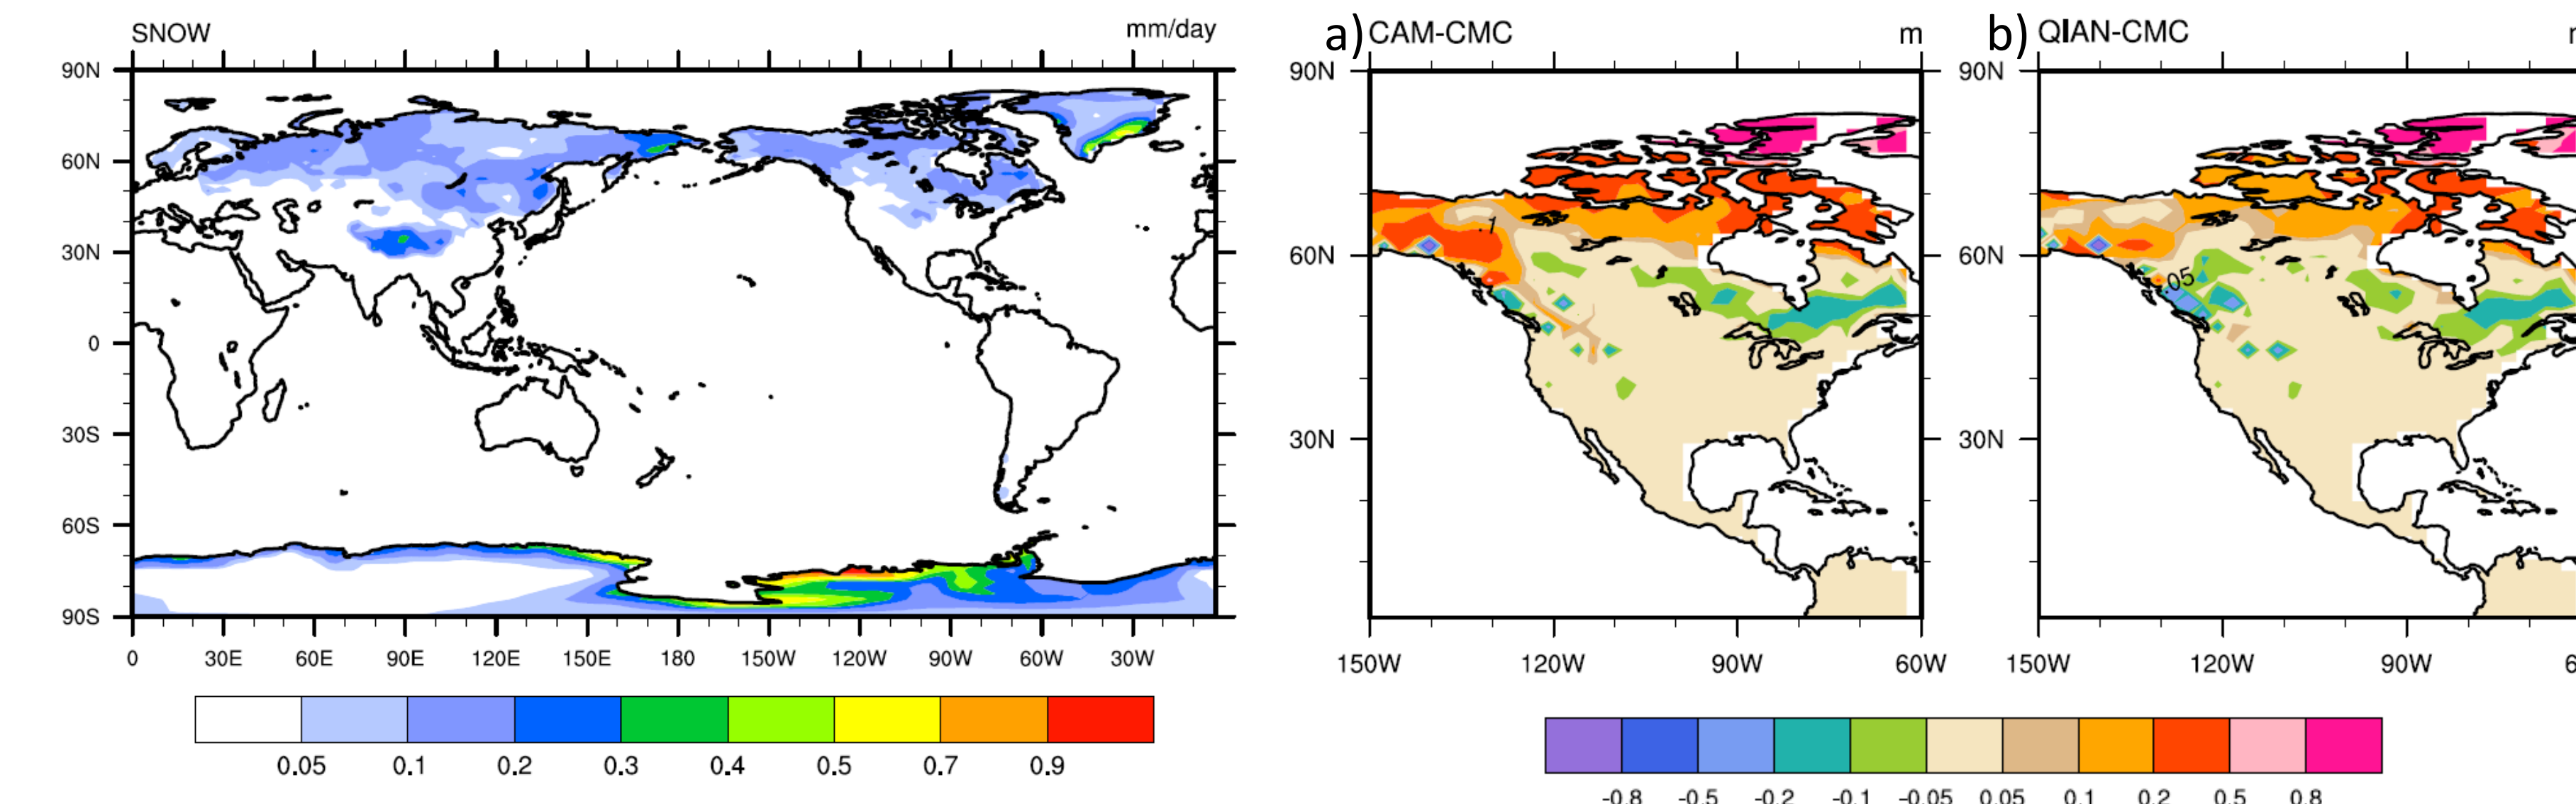 SNOW mm/day
90N
60N
30N
0
30S
60S
90S
0 30E 60E 90E 120E 150E 180 150W 120W 90W 60W 30W
0.05 0.1 0.2 0.3 0.4 0.5 0.7 0.9
a) CAM-CMC m
90N
60N
30N
.1
150W 120W 90W 60W
b) QIAN-CMC
90N
60N
30N
.05
150W 120W 90W
-0.8 -0.5 -0.2 -0.1 -0.05 0.05 0.1 0.2 0.5 0.8